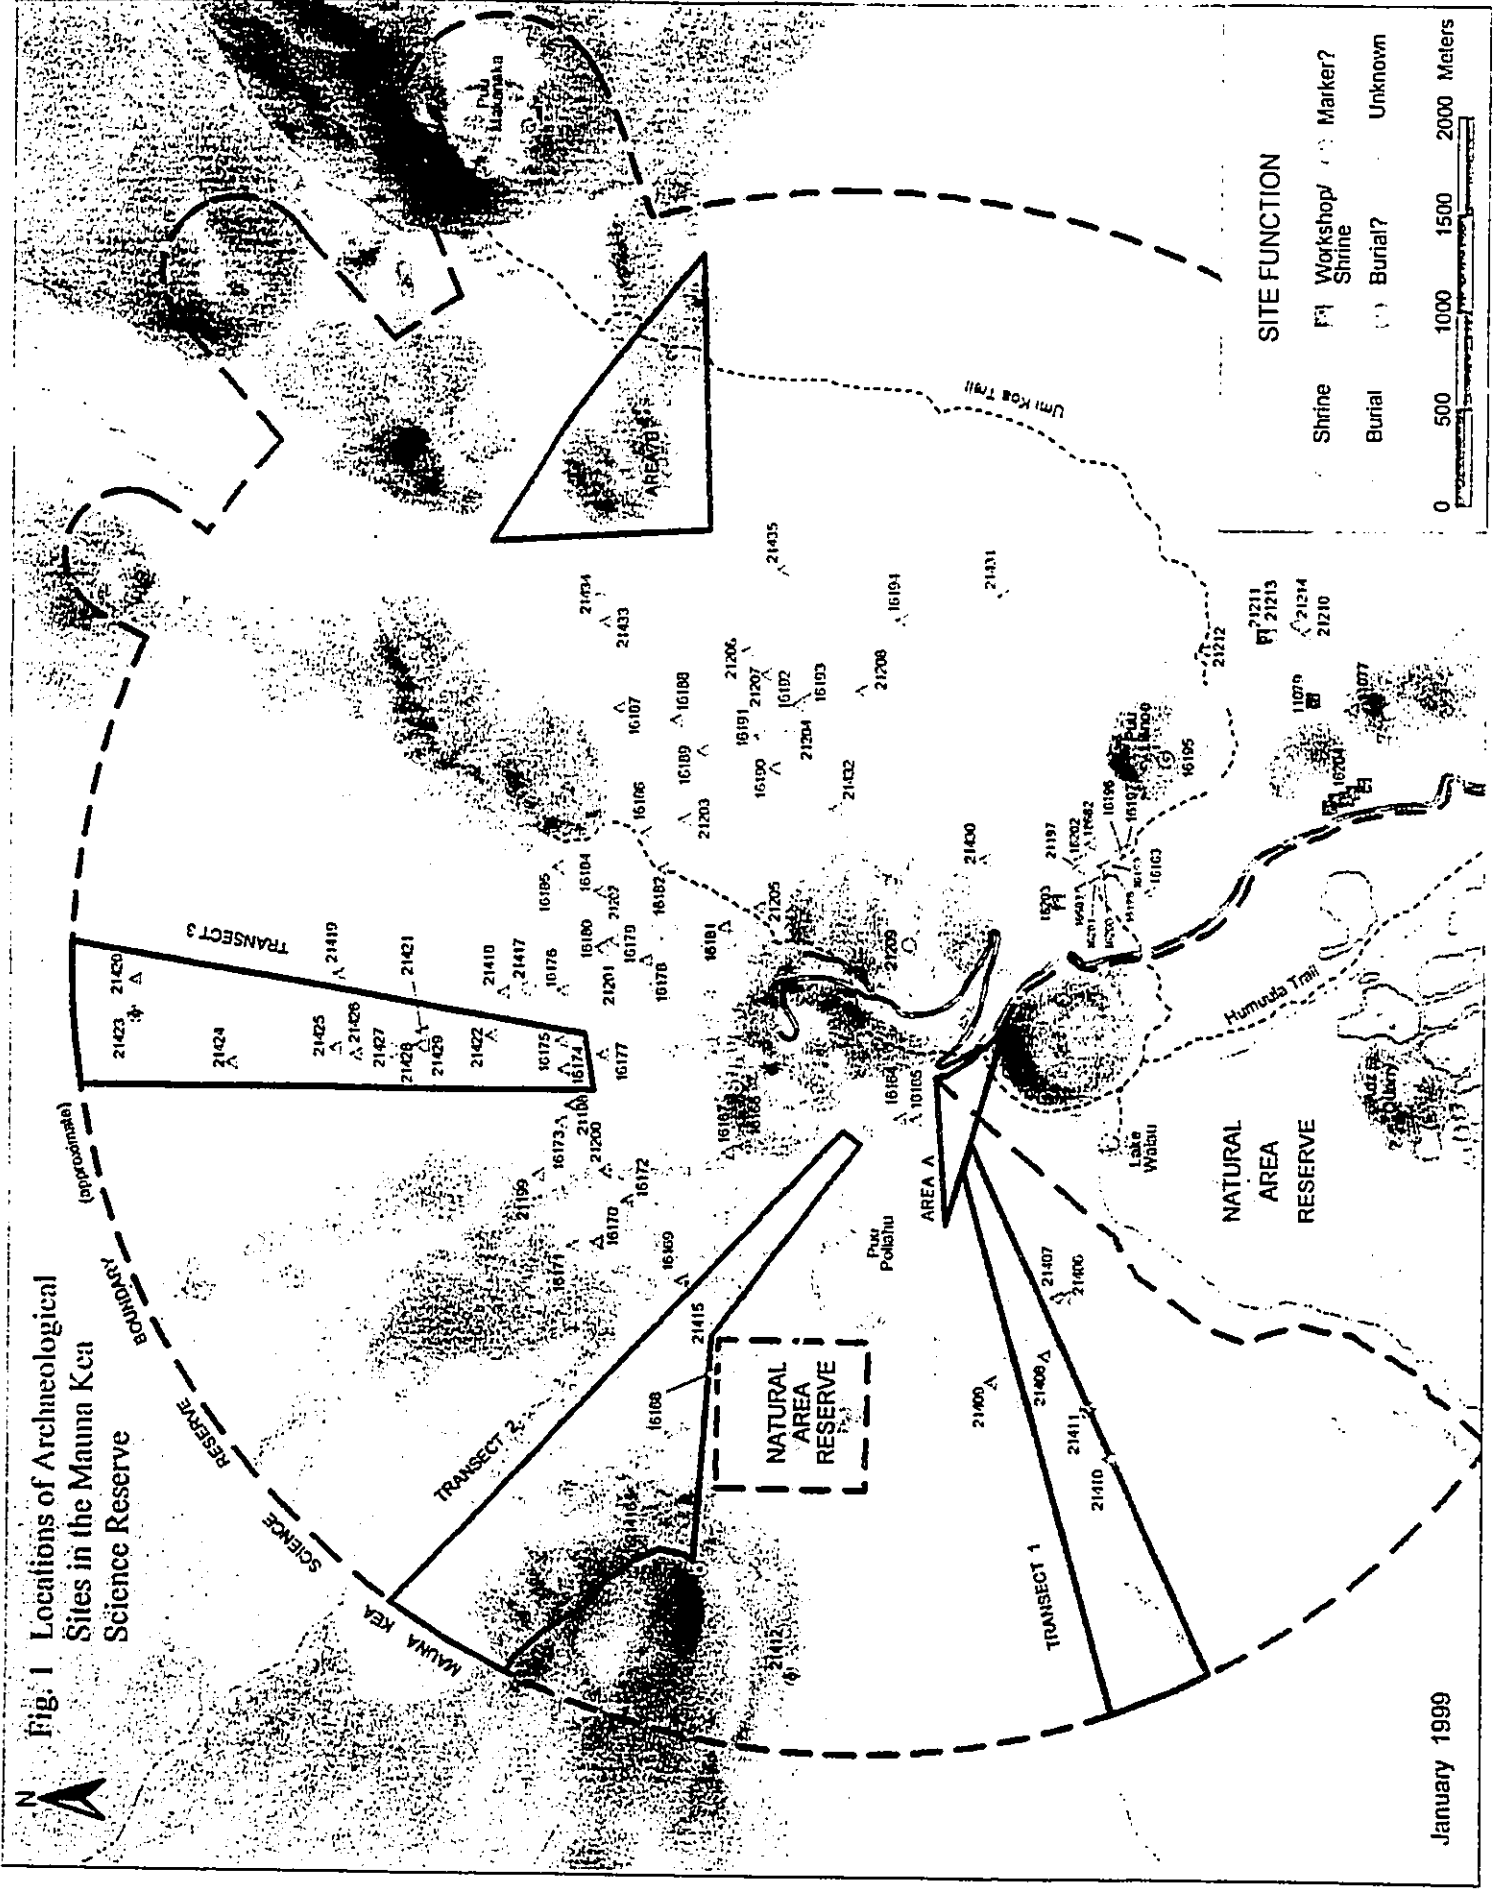 Fig. 1 Locations of Archaeological
Sites in the Mauna Kea
Science Reserve
N
MAUNA KEA
SCIENCE
RESERVE
BOUNDARY
(approximate)
TRANSECT 3
21420
21423
21424
21419
21425
21426
21421
21427
21428
21429
21422
21418
21417
16176
16175
16174
16177
16185
16184
21202
16180
16179
21201
16178
16182
16186
21203
16181
21205
16187
16188
16189
16190
16191
21206
21207
16192
16193
21204
21208
21432
21433
21434
21435
16194
21431
21430
16173
21200
21199
16172
16170
16171
16169
21415
16168
TRANSECT 2
NATURAL
AREA
RESERVE
21412
Puu
Poliahu
AREA A
16164
16165
21209
21407
21406
21408
21409
21411
21410
TRANSECT 1
Lake
Waiau
NATURAL
AREA
RESERVE
Humuula Trail
Umi Koa Trail
Puu
Makanaka
21197
16202
16203
16201
16163
16195
21212
21211
21213
21214
21210
11079
11077
16204
SITE FUNCTION
Shrine
Workshop/
Shrine
Marker?
Burial
Burial?
Unknown
0 500 1000 1500 2000 Meters
January 1999